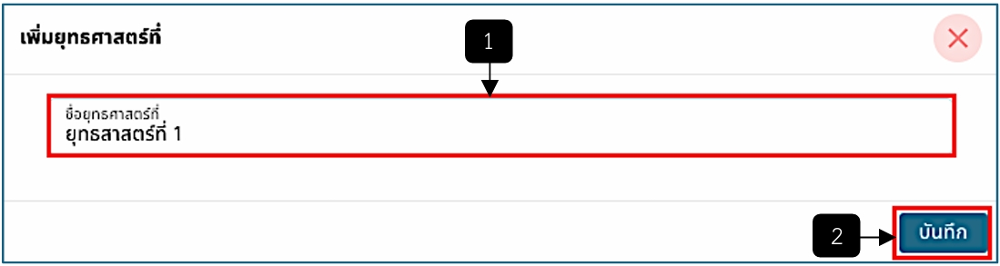 เพิ่มยุทธศาสตร์ที่
1
ชื่อยุทธศาสตร์ที่
ยุทธสาสตร์ที่ 1
2
บันทึก